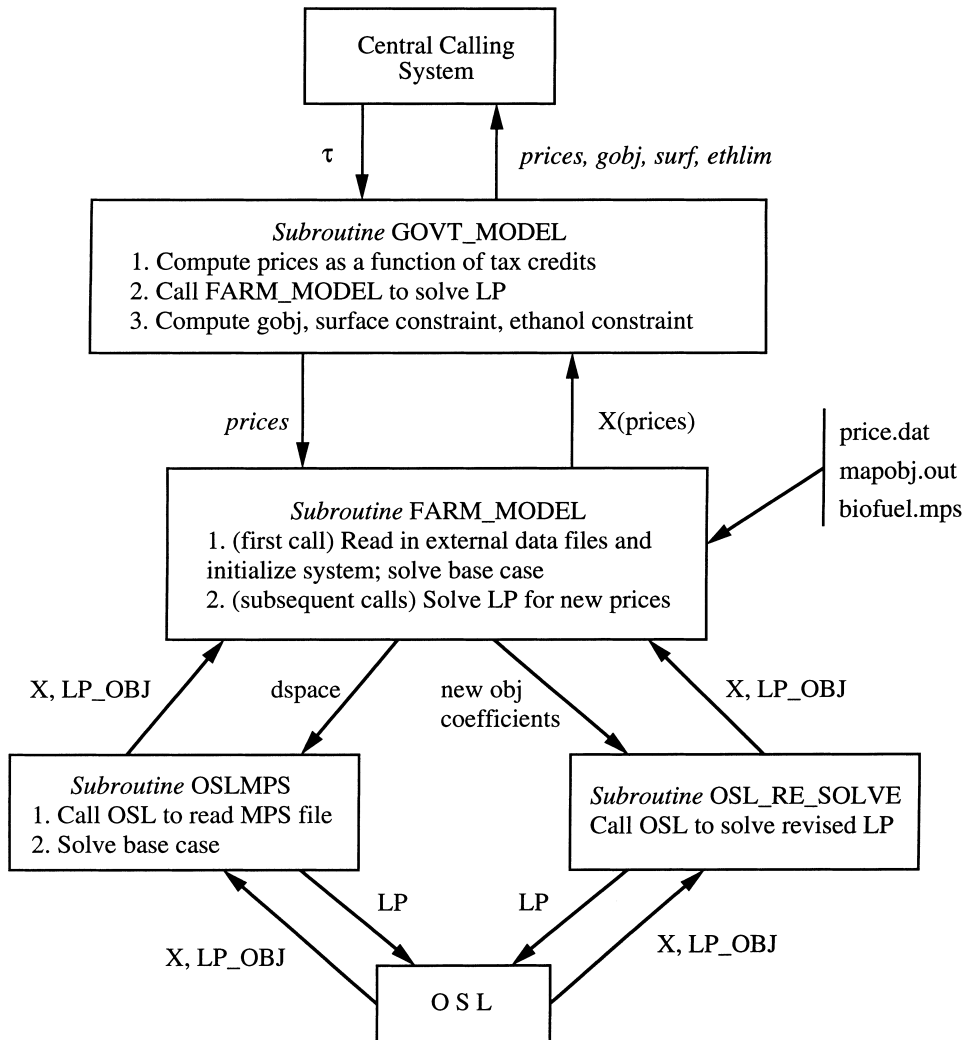 Central Calling
System
τ
prices, gobj, surf, ethlim
Subroutine GOVT_MODEL
1. Compute prices as a function of tax credits
2. Call FARM_MODEL to solve LP
3. Compute gobj, surface constraint, ethanol constraint
prices
X(prices)
price.dat
mapobj.out
biofuel.mps
Subroutine FARM_MODEL
1. (first call) Read in external data files and
initialize system; solve base case
2. (subsequent calls) Solve LP for new prices
X, LP_OBJ
dspace
new obj
coefficients
X, LP_OBJ
Subroutine OSLMPS
1. Call OSL to read MPS file
2. Solve base case
Subroutine OSL_RE_SOLVE
Call OSL to solve revised LP
LP
LP
X, LP_OBJ
X, LP_OBJ
O S L